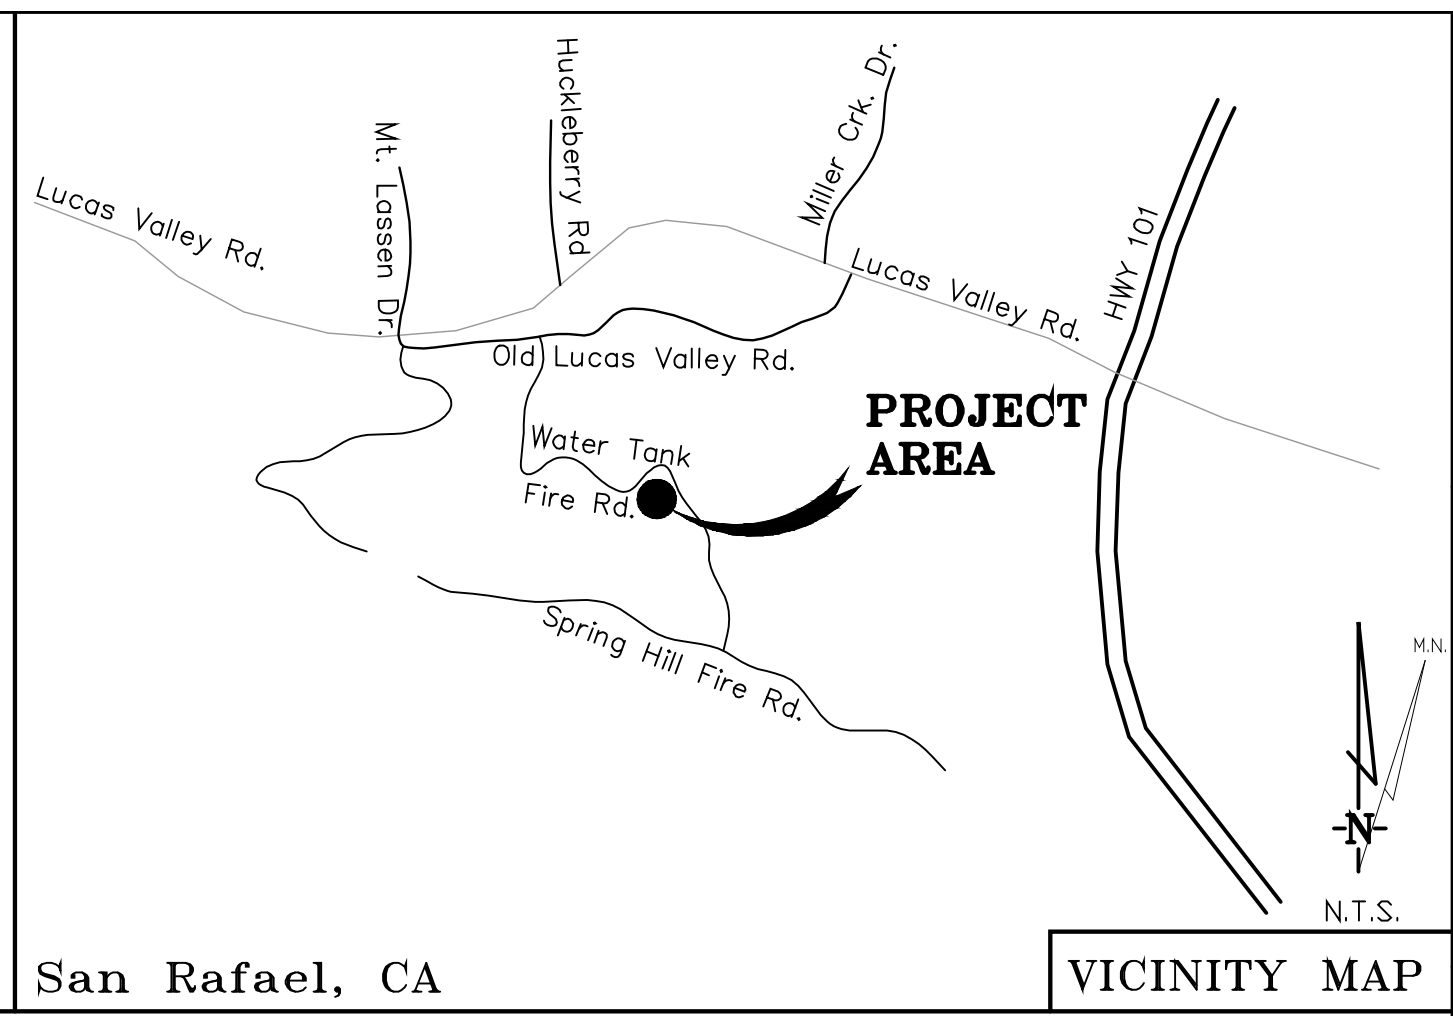 Huckleberry Rd
Miller Crk. Dr.
Mt. Lassen Dr.
Lucas Valley Rd.
HWY 101
Lucas Valley Rd.
Old Lucas Valley Rd.
PROJECT
AREA
Water Tank
Fire Rd.
Spring Hill Fire Rd.
M.N.
N
N.T.S.
San Rafael, CA
VICINITY MAP